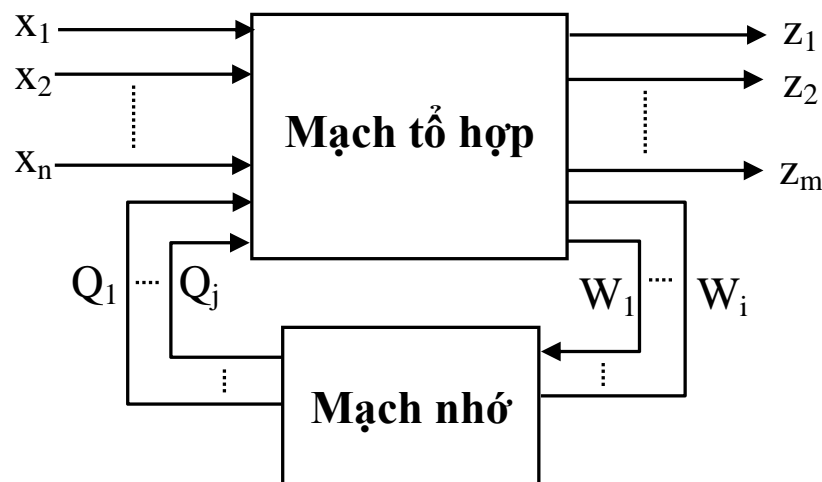 x1
z1
x2
z2
Mạch tổ hợp
xn
zm
Q1
Qj
W1
Wi
Mạch nhớ